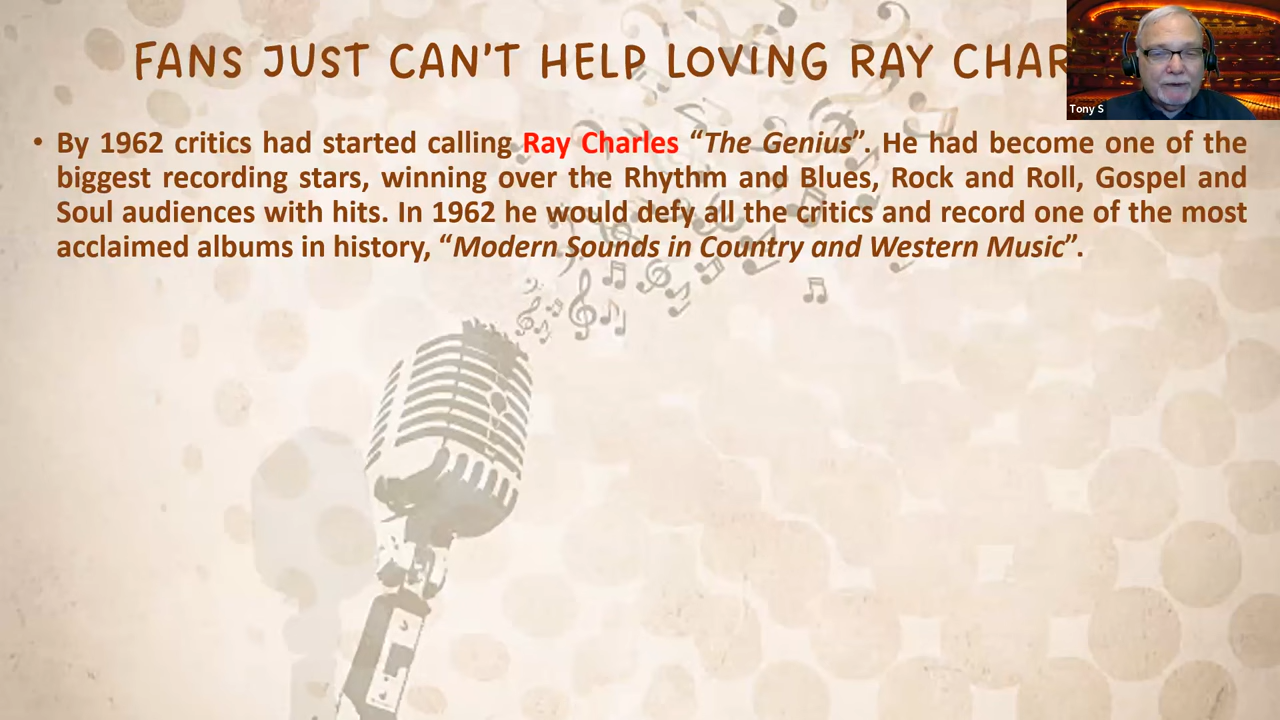 FANS JUST CAN'T HELP LOVING RAY CHAR
Tony S
• By 1962 critics had started calling Ray Charles “The Genius”. He had become one of the
biggest recording stars, winning over the Rhythm and Blues, Rock and Roll, Gospel and
Soul audiences with hits. In 1962 he would defy all the critics and record one of the most
acclaimed albums in history, “Modern Sounds in Country and Western Music”.